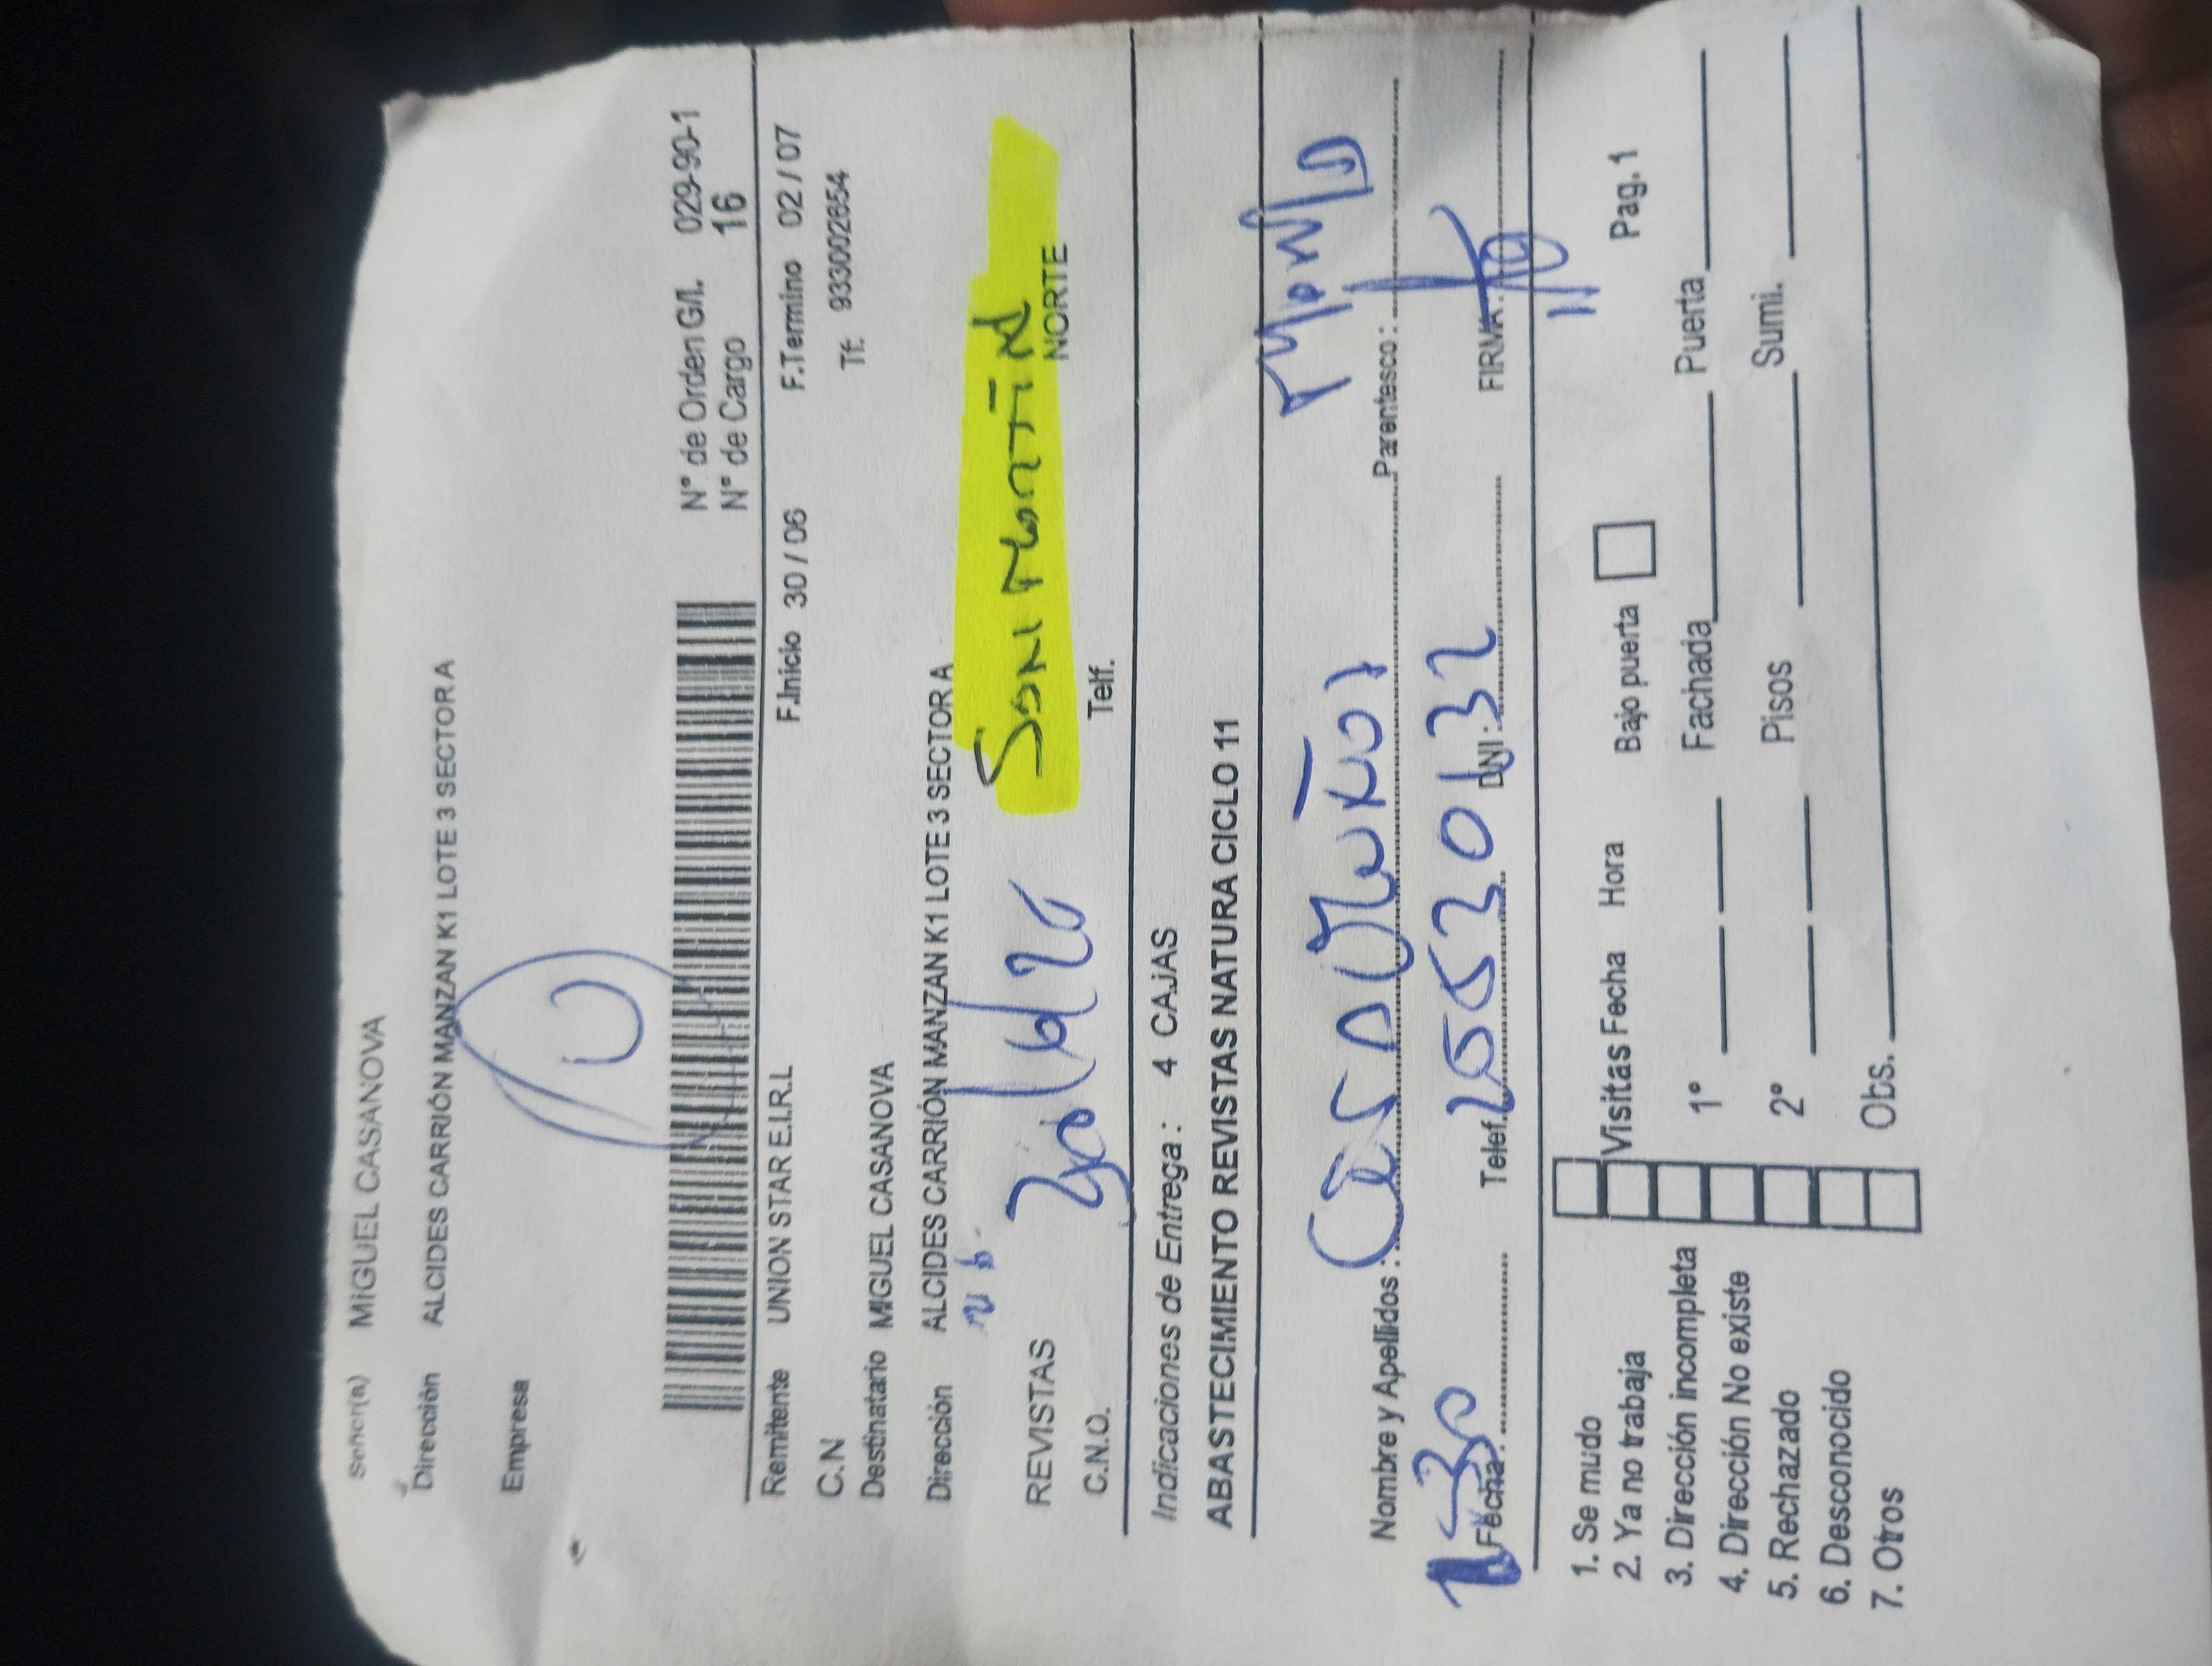 Señor(a) MIGUEL CASANOVA
Dirección ALCIDES CARRIÓN MANZAN K1 LOTE 3 SECTOR A
Empresa
N° de Orden G/I. 029-90-1
N° de Cargo 16
Remitente UNION STAR E.I.R.L F.Inicio 30 / 06 F.Termino 02 / 07
C.N Tf: 933002654
Destinatario MIGUEL CASANOVA
Dirección ALCIDES CARRIÓN MANZAN K1 LOTE 3 SECTOR A
REVISTAS San Martin NORTE
C.N.O. Telf.
Indicaciones de Entrega : 4 CAJAS
ABASTECIMIENTO REVISTAS NATURA CICLO 11
Nombre y Apellidos : Parentesco :
1-30 25530132
Fecha : Telef. DNI : FIRMA :
1. Se mudo
2. Ya no trabaja Visitas Fecha Hora Bajo puerta Pag. 1
3. Dirección incompleta
4. Dirección No existe 1° Fachada Puerta
5. Rechazado 2° Pisos Sumi.
6. Desconocido
7. Otros Obs.